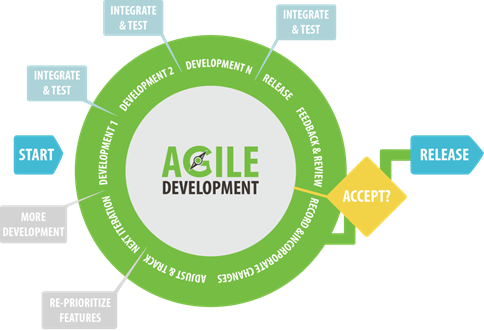 INTEGRATE
& TEST
INTEGRATE
& TEST
INTEGRATE
& TEST
START
DEVELOPMENT 1
DEVELOPMENT 2
DEVELOPMENT N
RELEASE
FEEDBACK & REVIEW
ACCEPT?
RELEASE
RECORD & INCORPORATE CHANGES
ADJUST & TRACK
NEXT ITERATION
MORE
DEVELOPMENT
RE-PRIORITIZE
FEATURES
AGILE
DEVELOPMENT